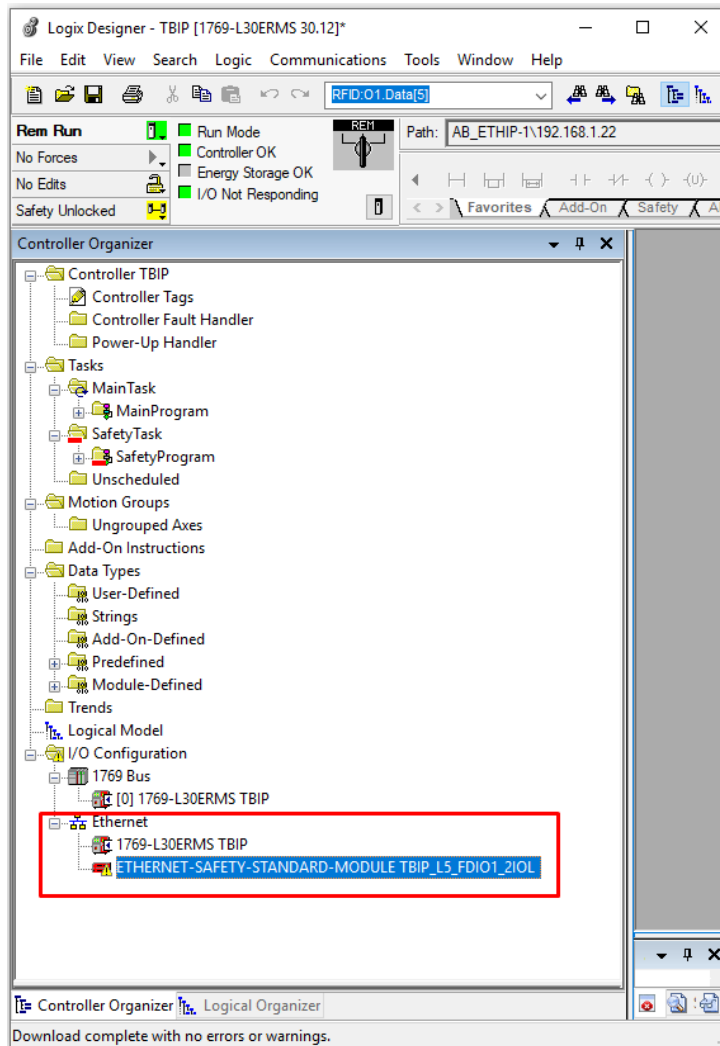 Logix Designer - TBIP [1769-L30ERMS 30.12]*
File Edit View Search Logic Communications Tools Window Help
RFID:O1.Data[5]
Rem Run
No Forces
No Edits
Safety Unlocked
Run Mode
Controller OK
Energy Storage OK
I/O Not Responding
REM
Path: AB_ETHIP-1\192.168.1.22
Favorites Add-On Safety A
Controller Organizer
Controller TBIP
Controller Tags
Controller Fault Handler
Power-Up Handler
Tasks
MainTask
MainProgram
SafetyTask
SafetyProgram
Unscheduled
Motion Groups
Ungrouped Axes
Add-On Instructions
Data Types
User-Defined
Strings
Add-On-Defined
Predefined
Module-Defined
Trends
Logical Model
I/O Configuration
1769 Bus
[0] 1769-L30ERMS TBIP
Ethernet
1769-L30ERMS TBIP
ETHERNET-SAFETY-STANDARD-MODULE TBIP_L5_FDIO1_2IOL
Controller Organizer Logical Organizer
Download complete with no errors or warnings.